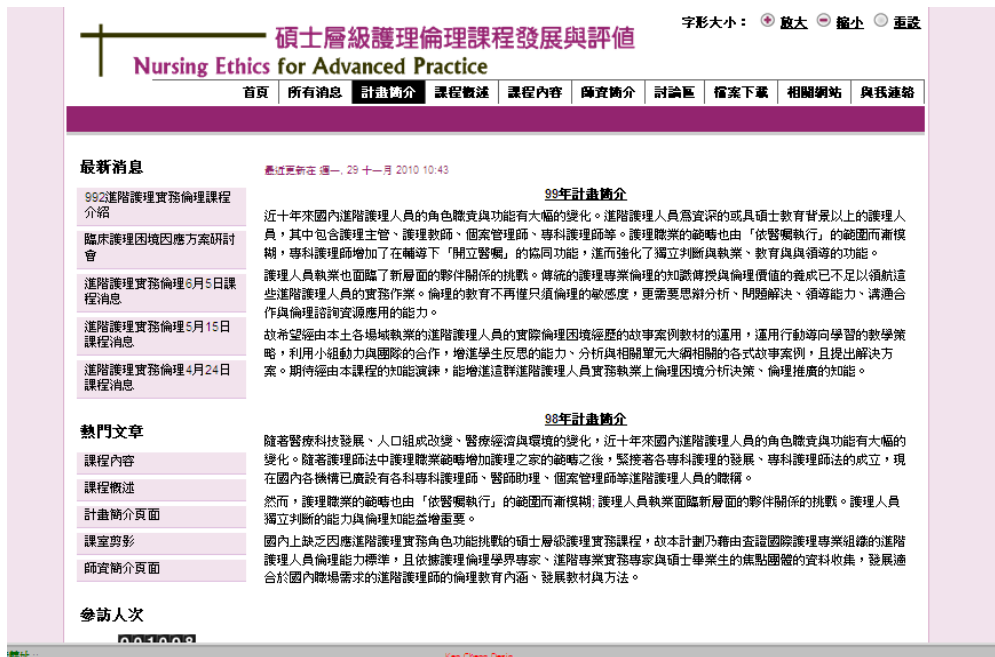 字形大小： 放大 縮小 重設
碩士層級護理倫理課程發展與評值
Nursing Ethics for Advanced Practice
首頁 所有消息 計畫簡介 課程概述 課程內容 師資簡介 討論區 檔案下載 相關網站 與我連絡
最新消息
992進階護理實務倫理課程
介紹
臨床護理困境因應方案研討
會
進階護理實務倫理6月5日課
程消息
進階護理實務倫理5月15日
課程消息
進階護理實務倫理4月24日
課程消息
熱門文章
課程內容
課程概述
計畫簡介頁面
課室剪影
師資簡介頁面
參訪人次
最近更新在 週一, 29 十一月 2010 10:43
99年計畫簡介
近十年來國內進階護理人員的角色職責與功能有大幅的變化。進階護理人員為資深的或具碩士教育背景以上的護理人
員，其中包含護理主管、護理教師、個案管理師、專科護理師等。護理職業的範疇也由「依醫囑執行」的範圍而漸模
糊，專科護理師增加了在輔導下「開立醫囑」的協同功能，進而強化了獨立判斷與執業、教育與與領導的功能。
護理人員執業也面臨了新層面的夥伴關係的挑戰。傳統的護理專業倫理的知識傳授與倫理價值的養成已不足以領航這
些進階護理人員的實務作業。倫理的教育不再僅只須倫理的敏感度，更需要思辯分析、問題解決、領導能力、溝通合
作與倫理諮詢資源應用的能力。
故希望經由本土各場域執業的進階護理人員的實際倫理困境經歷的故事案例教材的運用，運用行動導向學習的教學策
略，利用小組動力與團隊的合作，增進學生反思的能力、分析與相關單元大綱相關的各式故事案例，且提出解決方
案。期待經由本課程的知能演練，能增進這群進階護理人員實務執業上倫理困境分析決策、倫理推廣的知能。
98年計畫簡介
隨著醫療科技發展、人口組成改變、醫療經濟與環境的變化，近十年來國內進階護理人員的角色職責與功能有大幅的
變化。隨著護理師法中護理職業範疇增加護理之家的範疇之後，緊接著各專科護理的發展、專科護理師法的成立，現
在國內各機構已廣設有各科專科護理師、醫師助理、個案管理師等進階護理人員的職稱。
然而，護理職業的範疇也由「依醫囑執行」的範圍而漸模糊;護理人員執業面臨新層面的夥伴關係的挑戰。護理人員
獨立判斷的能力與倫理知能益增重要。
國內上缺乏因應進階護理實務角色功能挑戰的碩士層級護理實務課程，故本計劃乃藉由查證國際護理專業組織的進階
護理人員倫理能力標準，且依據護理倫理學界專家、進階專業實務專家與碩士畢業生的焦點團體的資料收集，發展適
合於國內職場需求的進階護理師的倫理教育內涵、發展教材與方法。